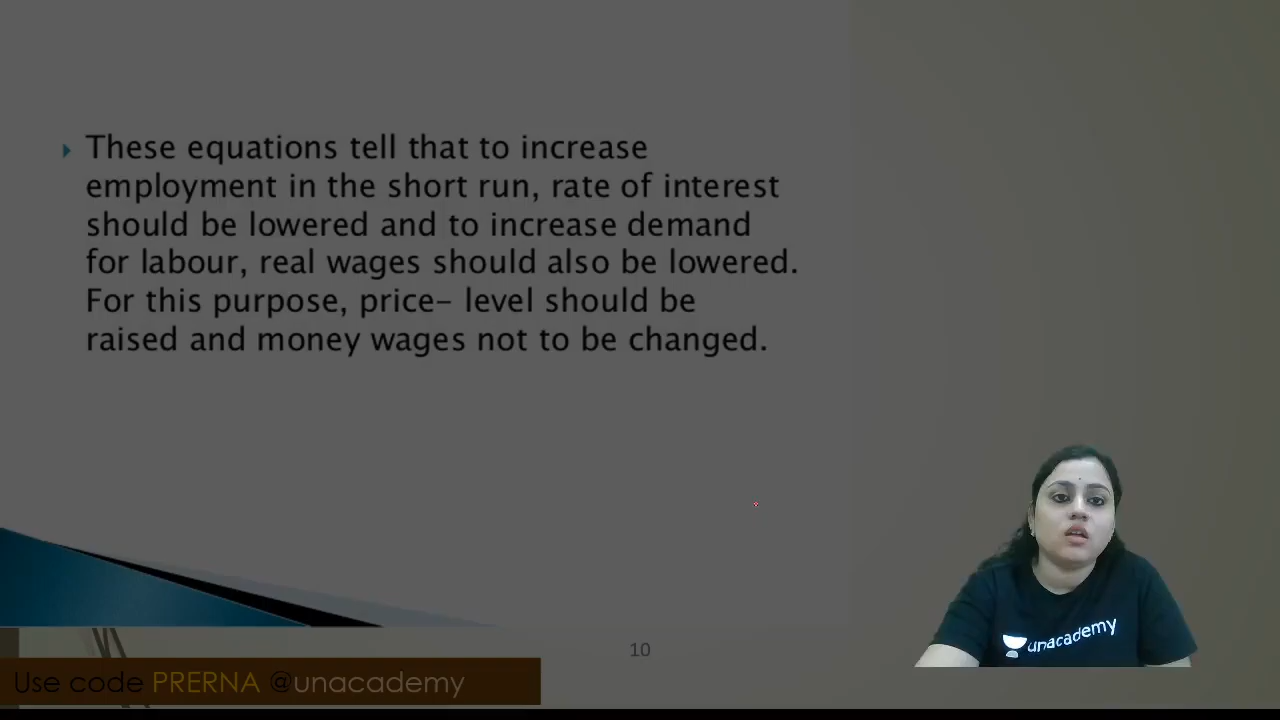 These equations tell that to increase
employment in the short run, rate of interest
should be lowered and to increase demand
for labour, real wages should also be lowered.
For this purpose, price– level should be
raised and money wages not to be changed.
unacademy
10
Use code PRERNA @unacademy